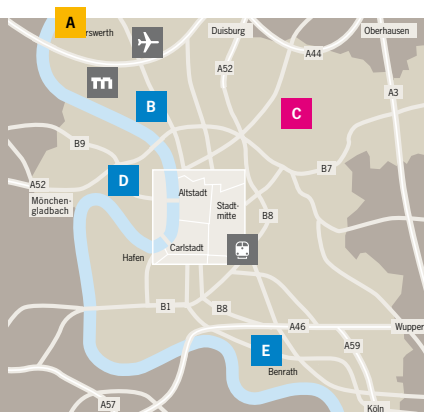 A
Duisburg
Oberhausen
A44
A52
A3
B
C
B9
B7
D
A52
Altstadt
Mönchen-
gladbach
Stadt-
mitte
B8
Carlstadt
Hafen
B1
B8
A46
Wupper
A59
E
Benrath
A57
Köln